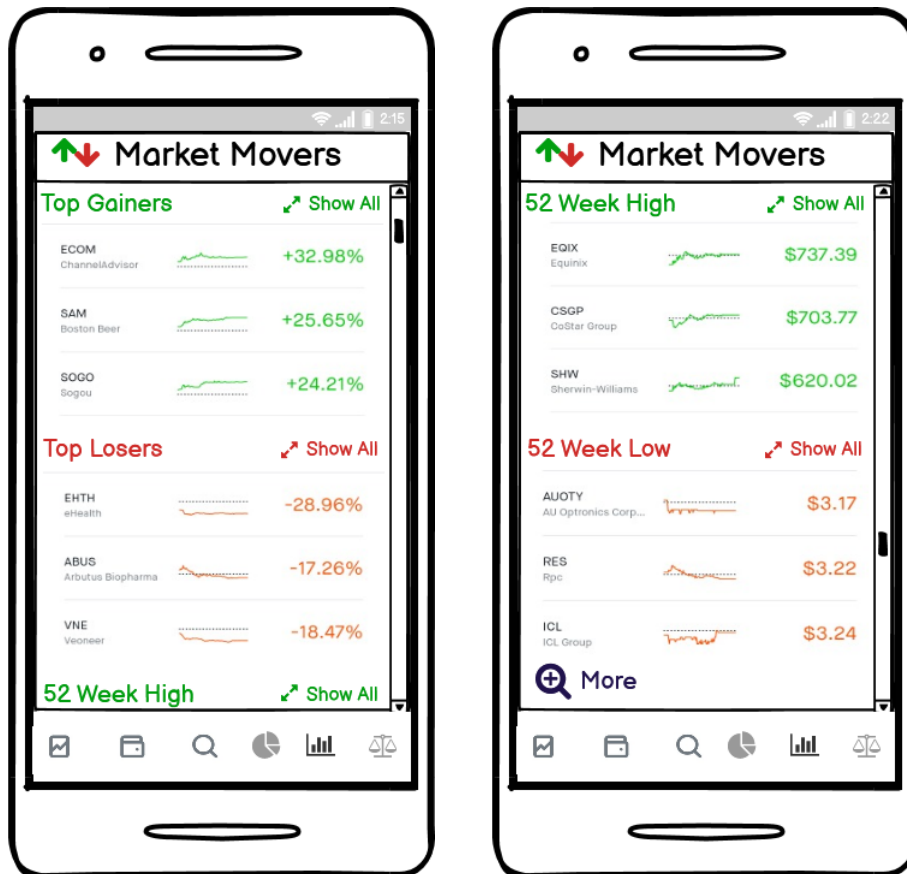 2:15
Market Movers
Top Gainers Show All
ECOM
ChannelAdvisor
+32.98%
SAM
Boston Beer
+25.65%
SOGO
Sogou
+24.21%
Top Losers Show All
EHTH
eHealth
-28.96%
ABUS
Arbutus Biopharma
-17.26%
VNE
Veoneer
-18.47%
52 Week High Show All
2:22
Market Movers
52 Week High Show All
EQIX
Equinix
$737.39
CSGP
CoStar Group
$703.77
SHW
Sherwin-Williams
$620.02
52 Week Low Show All
AUOTY
AU Optronics Corp...
$3.17
RES
Rpc
$3.22
ICL
ICL Group
$3.24
More